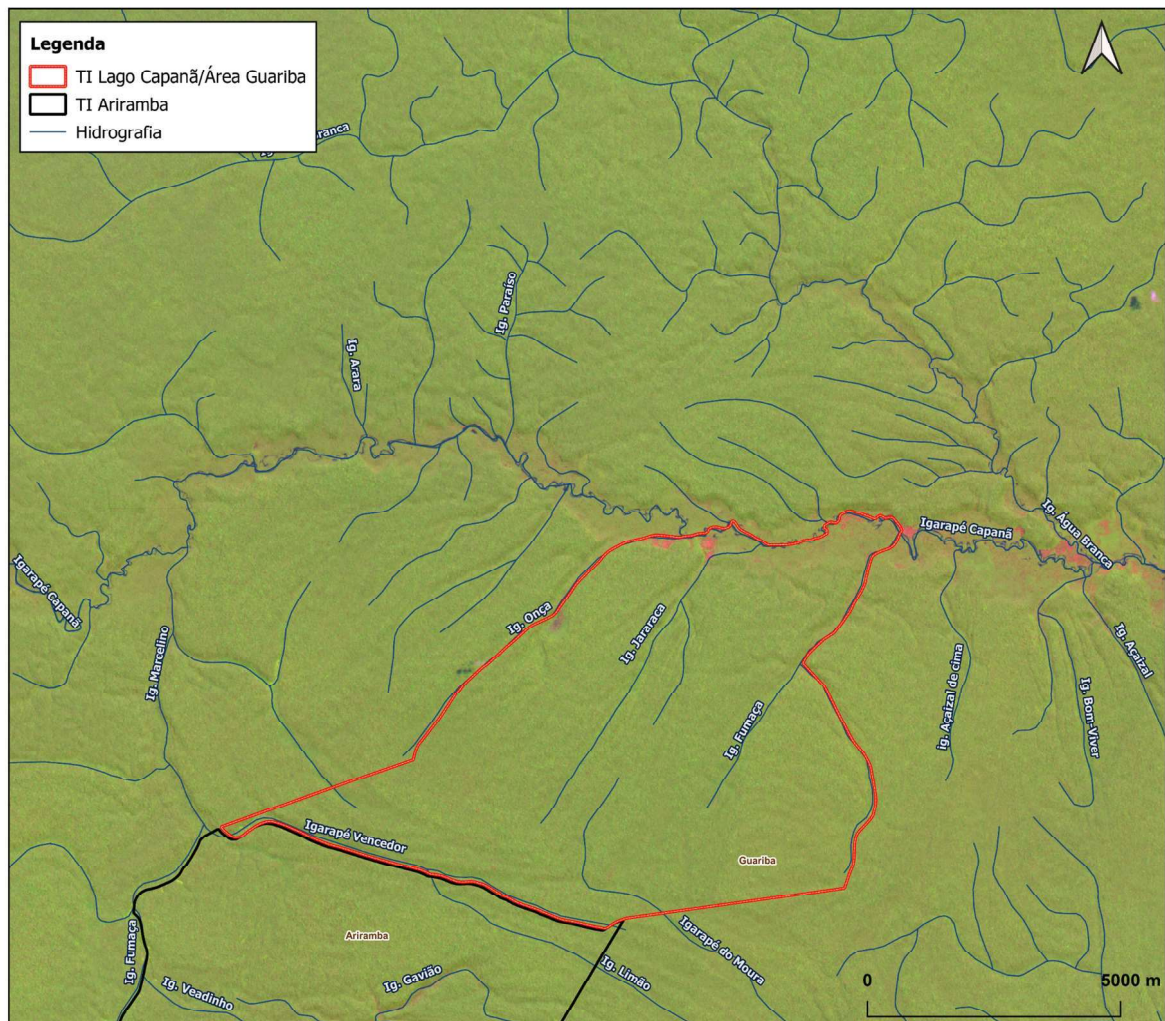 Legenda
TI Lago Capanã/Área Guariba
TI Ariramba
Hidrografia
Ig. Paraíso
Ig. Arara
Igarapé Capanã
Ig. Água Branca
Igarapé Capanã
Ig. Onça
Ig. Jararaca
Ig. Marcelino
Ig. Fumaça
ig. Açaizal de cima
Ig. Bom-Viver
Ig. Açaizal
Igarapé Vencedor
Guariba
Ariramba
Ig. Fumaça
Ig. Veadinho
Ig. Gavião
Ig. Limão
Igarapé do Moura
0 5000 m